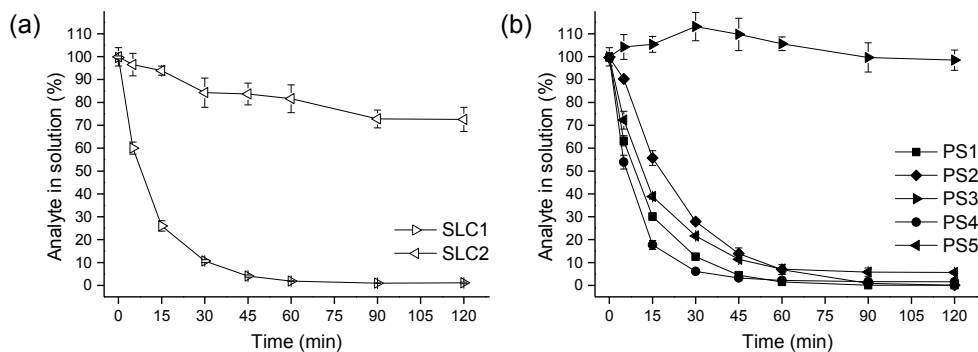 (a)
Analyte in solution (%)
110
100
90
80
70
60
50
40
30
20
10
0
SLC1
SLC2
0 15 30 45 60 75 90 105 120
Time (min)
(b)
Analyte in solution (%)
110
100
90
80
70
60
50
40
30
20
10
0
PS1
PS2
PS3
PS4
PS5
0 15 30 45 60 75 90 105 120
Time (min)